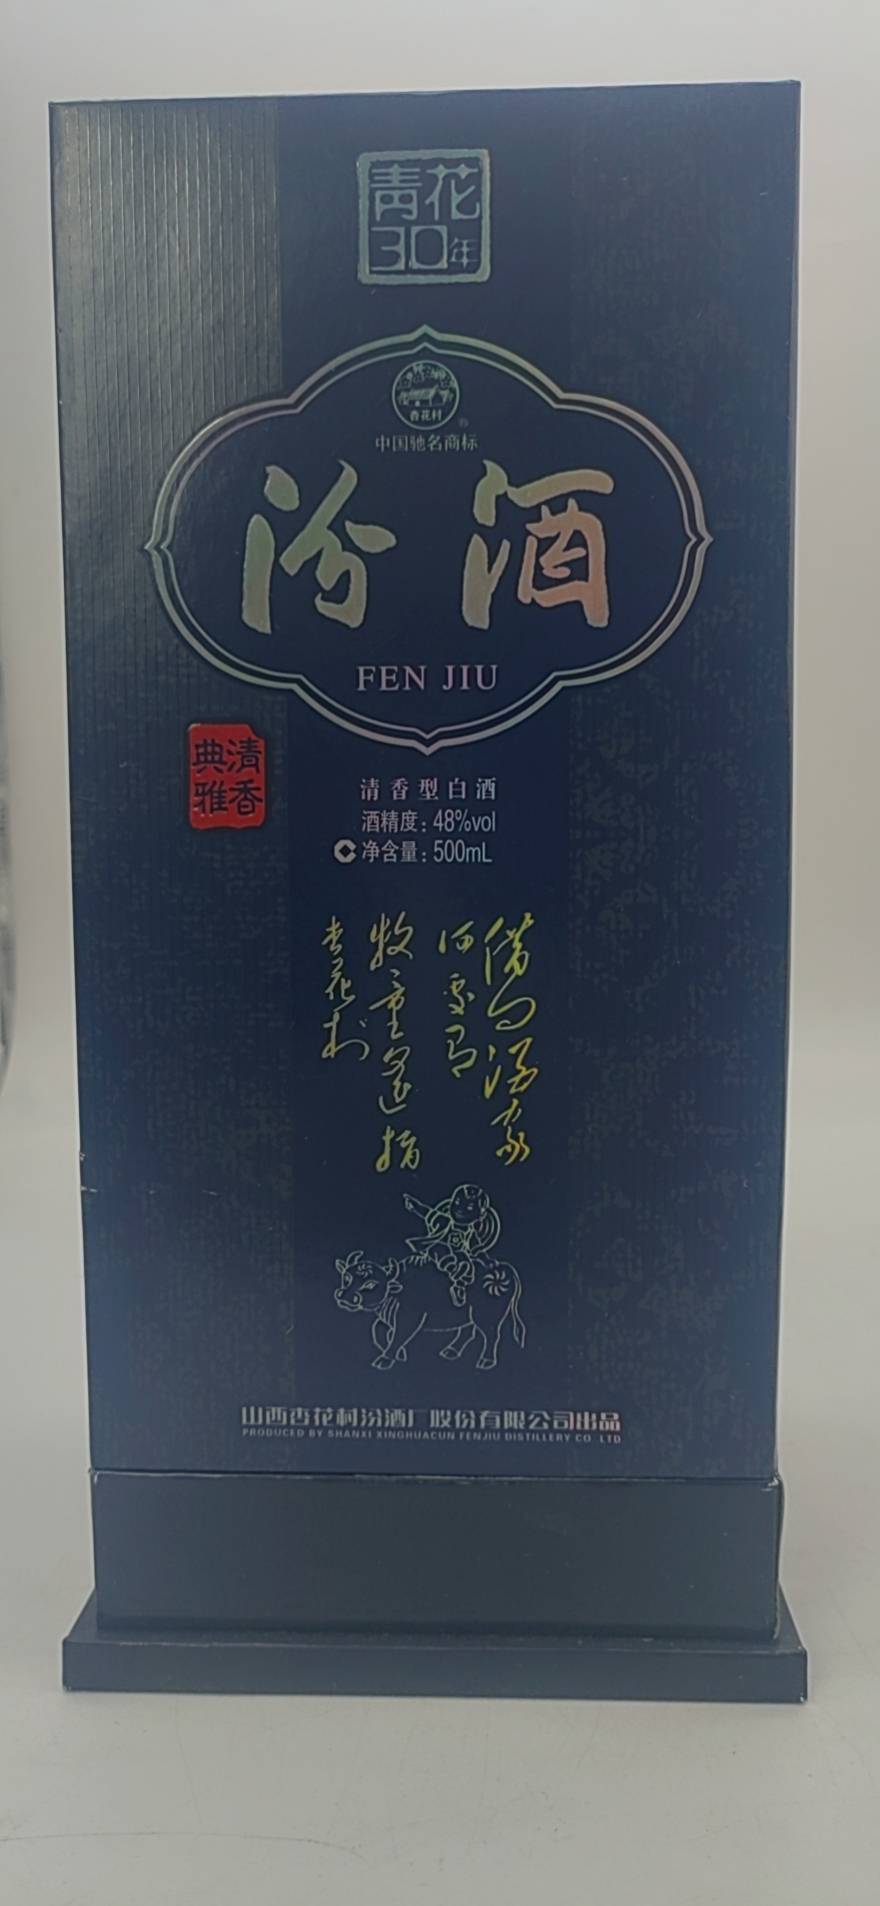 青花
30年
杏花村
®
中国驰名商标
汾酒
FEN JIU
清香
典雅
清香型白酒
酒精度：48%vol
净含量：500mL
借问酒家
何处有
牧童遥指
杏花村
山西杏花村汾酒厂股份有限公司出品
PRODUCED BY SHANXI XINGHUACUN FENJIU DISTILLERY CO. LTD